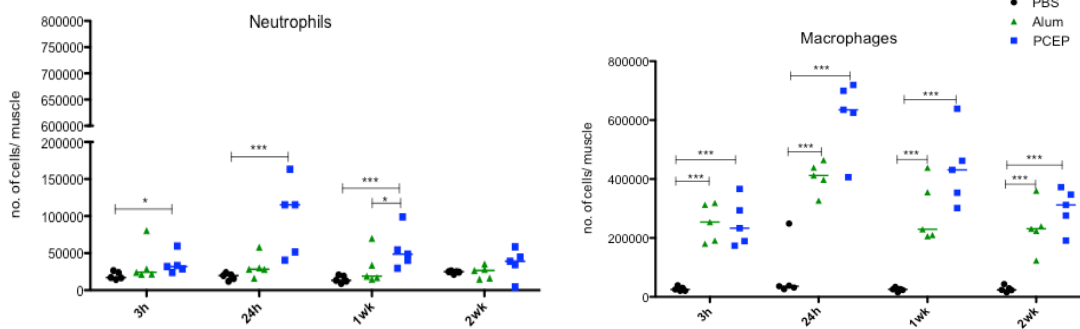 Neutrophils
no. of cells/ muscle
800000
750000
700000
650000
600000
200000
150000
100000
50000
0
*
***
***
*
3h
24h
1wk
2wk
PBS
Alum
PCEP
Macrophages
no. of cells/ muscle
800000
600000
400000
200000
0
***
***
***
***
***
***
***
***
3h
24h
1wk
2wk